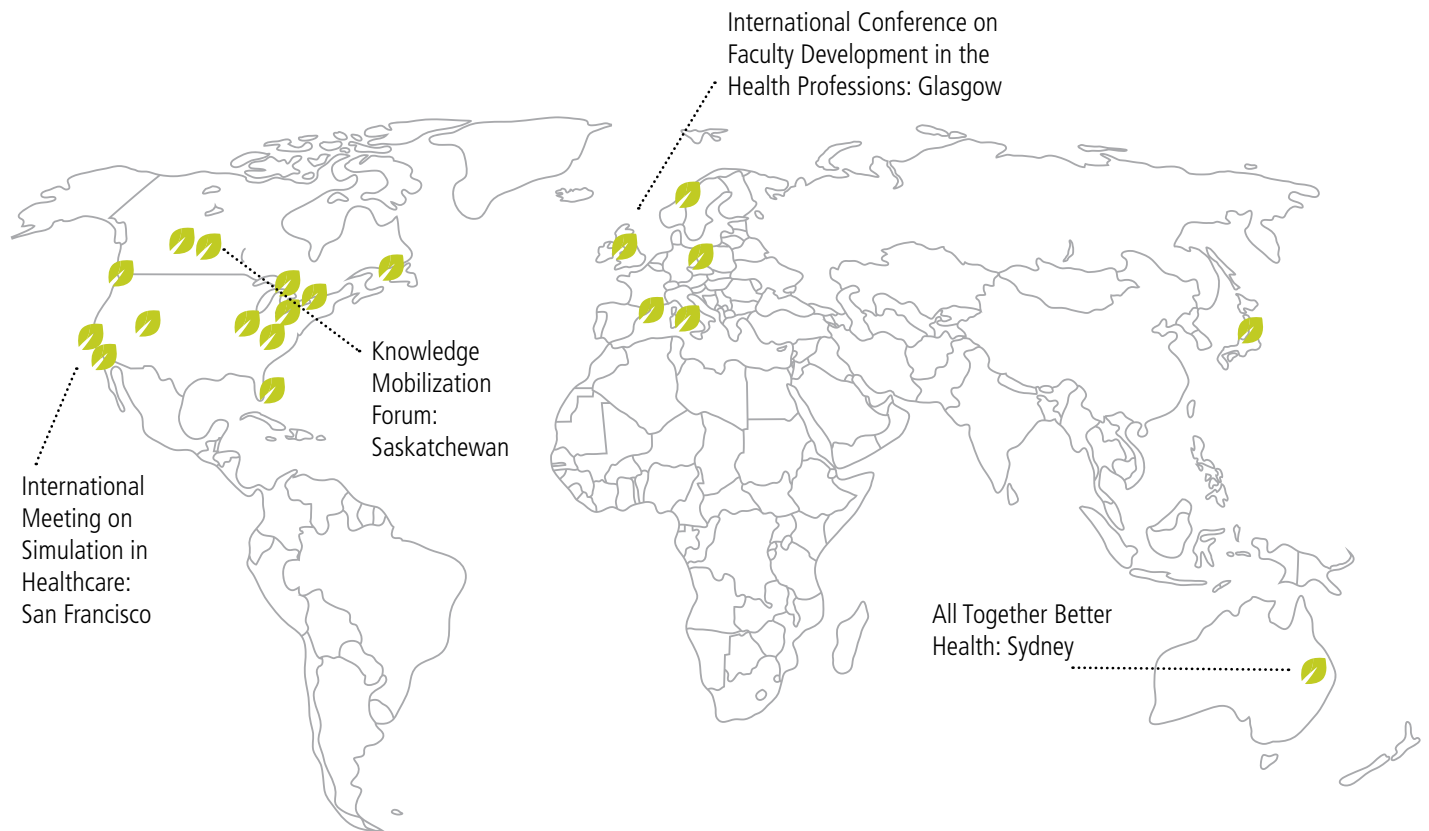 International Conference on
Faculty Development in the
Health Professions: Glasgow
Knowledge
Mobilization
Forum:
Saskatchewan
International
Meeting on
Simulation in
Healthcare:
San Francisco
All Together Better
Health: Sydney